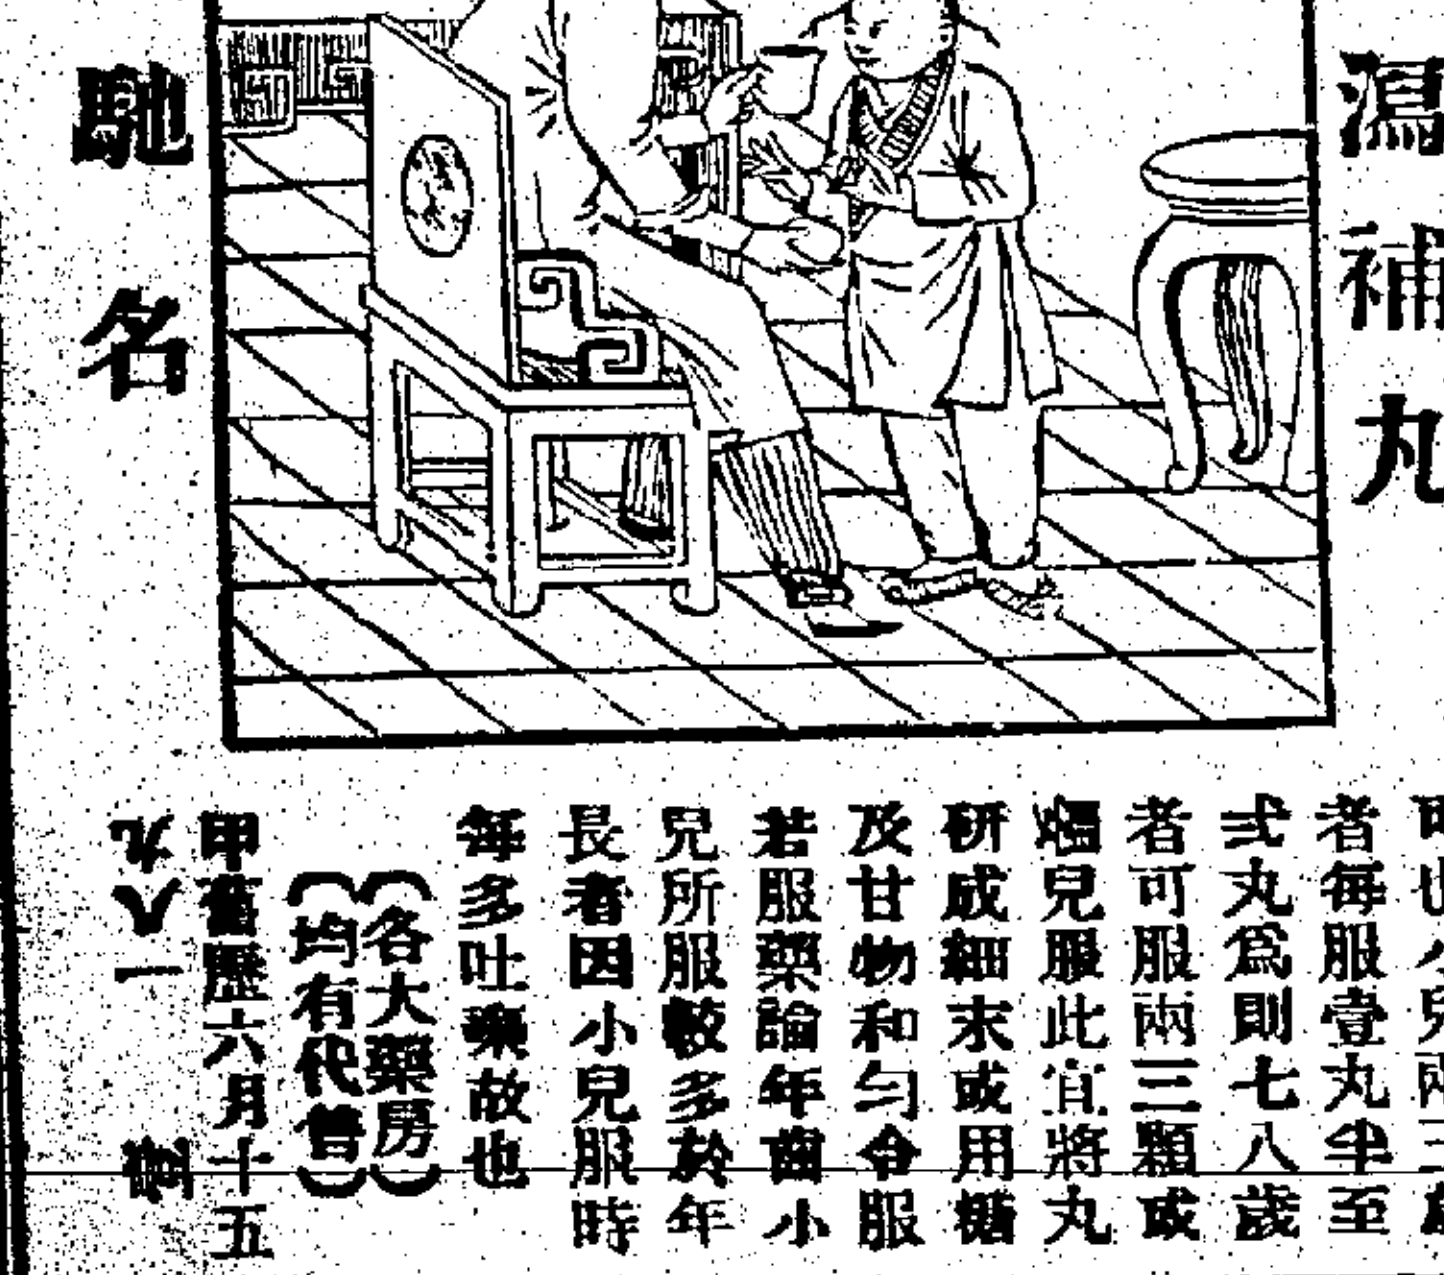 瀉補丸
馳名
者每服壹丸半至
弍丸為則七八歲
者可服兩三顆或
兒服此宜將丸
研成細末或用糖
及甘物和勻令服
若服藥論年齒小
兒所服較多於年
長者因小兒服時
每多吐藥故也
(各大藥房)
(均有代售)
舊歷六月十五
九八一